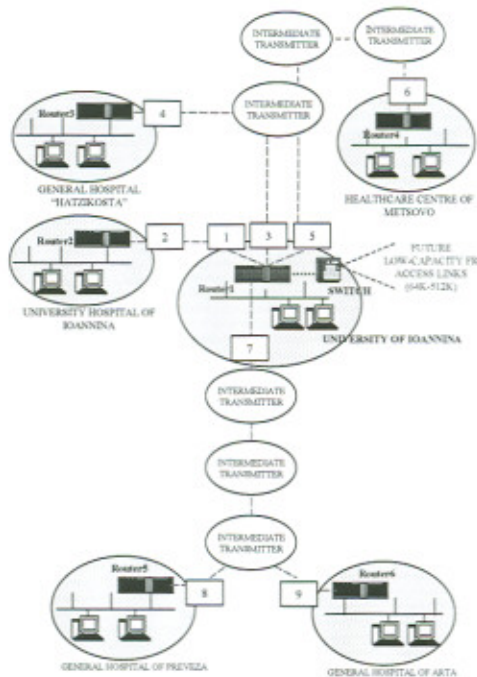 INTERMEDIATE
TRANSMITTER
INTERMEDIATE
TRANSMITTER
6
Router3
4
INTERMEDIATE
TRANSMITTER
Router4
GENERAL HOSPITAL
"HATZIKOSTA"
HEALTHCARE CENTRE OF
METSOVO
Router2
2
1
3
5
FUTURE
LOW-CAPACITY FR
ACCESS LINKS
(64K-512K)
Router1
SWITCH
UNIVERSITY HOSPITAL OF
IOANNINA
UNIVERSITY OF IOANNINA
7
INTERMEDIATE
TRANSMITTER
INTERMEDIATE
TRANSMITTER
INTERMEDIATE
TRANSMITTER
Router5
8
9
Router6
GENERAL HOSPITAL OF PREVEZA
GENERAL HOSPITAL OF ARTA